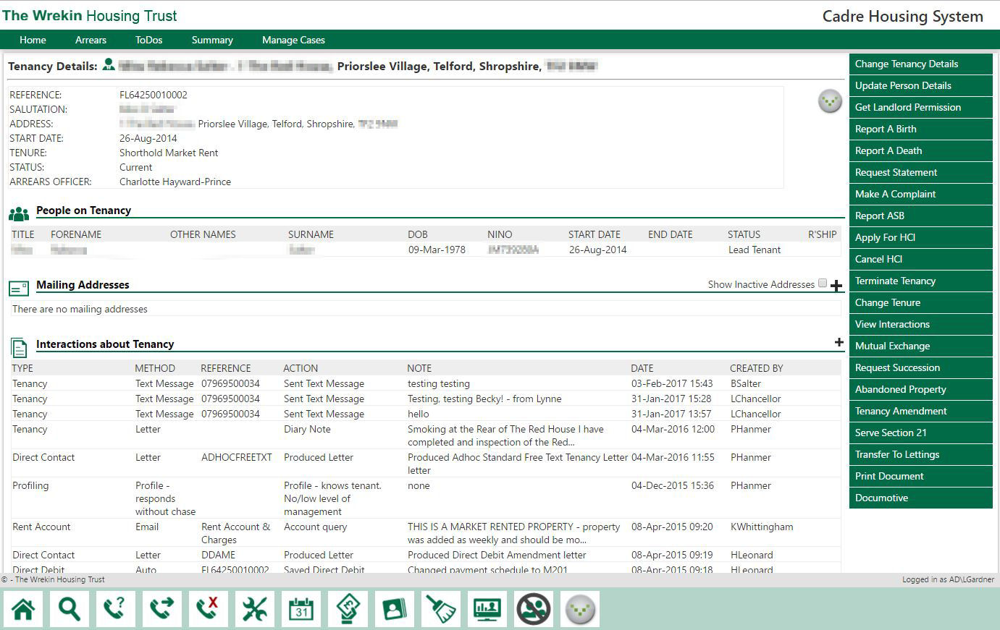 The Wrekin Housing Trust
Cadre Housing System
Home Arrears ToDos Summary Manage Cases
Tenancy Details: Priorslee Village, Telford, Shropshire,
REFERENCE: FL64250010002
SALUTATION:
ADDRESS: Priorslee Village, Telford, Shropshire,
START DATE: 26-Aug-2014
TENURE: Shorthold Market Rent
STATUS: Current
ARREARS OFFICER: Charlotte Hayward-Prince
People on Tenancy
TITLE FORENAME OTHER NAMES SURNAME DOB NINO START DATE END DATE STATUS R'SHIP
09-Mar-1978 26-Aug-2014 Lead Tenant
Mailing Addresses Show Inactive Addresses
There are no mailing addresses
Interactions about Tenancy
TYPE METHOD REFERENCE ACTION NOTE DATE CREATED BY
Tenancy Text Message 07969500034 Sent Text Message testing testing 03-Feb-2017 15:43 BSalter
Tenancy Text Message 07969500034 Sent Text Message Testing, testing Becky! - from Lynne 31-Jan-2017 15:28 LChancellor
Tenancy Text Message 07969500034 Sent Text Message hello 31-Jan-2017 13:57 LChancellor
Tenancy Letter Diary Note Smoking at the Rear of The Red House I have 04-Mar-2016 12:00 PHanmer
completed and inspection of the Red...
Direct Contact Letter ADHOCFREETXT Produced Letter Produced Adhoc Standard Free Text Tenancy Letter 04-Mar-2016 11:55 PHanmer
letter
Profiling Profile - Profile - knows tenant. none 04-Dec-2015 15:36 PHanmer
responds No/low level of
without chase management
Rent Account Email Rent Account & Account query THIS IS A MARKET RENTED PROPERTY - property 08-Apr-2015 09:20 KWhittingham
Charges was added as weekly and should be mo...
Direct Contact Letter DDAME Produced Letter Produced Direct Debit Amendment letter 08-Apr-2015 09:19 HLeonard
Direct Debit Auto FL64250010002 Saved Direct Debit Changed payment schedule to M201 08-Apr-2015 09:18 HLeonard
Change Tenancy Details
Update Person Details
Get Landlord Permission
Report A Birth
Report A Death
Request Statement
Make A Complaint
Report ASB
Apply For HCI
Cancel HCI
Terminate Tenancy
Change Tenure
View Interactions
Mutual Exchange
Request Succession
Abandoned Property
Tenancy Amendment
Serve Section 21
Transfer To Lettings
Print Document
Documotive
© - The Wrekin Housing Trust Logged in as AD\LGardner
31